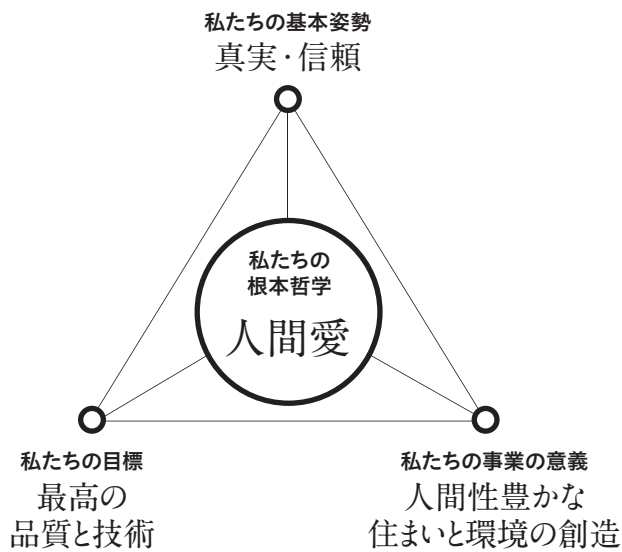 私たちの基本姿勢
真実・信頼
私たちの
根本哲学
人間愛
私たちの目標
最高の
品質と技術
私たちの事業の意義
人間性豊かな
住まいと環境の創造